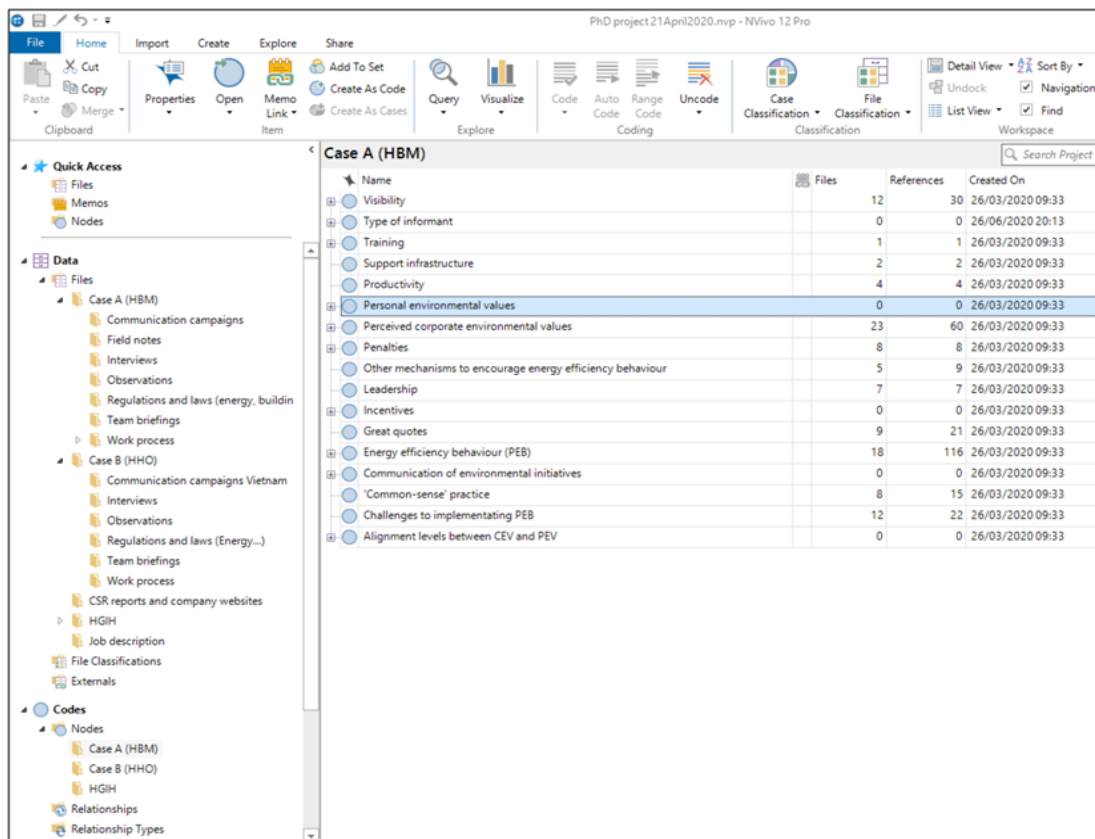 PhD project 21April2020.nvp - NVivo 12 Pro
File Home Import Create Explore Share
Paste
Cut
Copy
Merge
Clipboard
Properties
Open
Memo Link
Add To Set
Create As Code
Create As Cases
Item
Query
Visualize
Explore
Code
Auto Code
Range Code
Uncode
Coding
Case Classification
File Classification
Classification
Detail View
Undock
List View
Sort By
Navigation
Find
Workspace
Quick Access
Files
Memos
Nodes
Data
Files
Case A (HBM)
Communication campaigns
Field notes
Interviews
Observations
Regulations and laws (energy, buildin
Team briefings
Work process
Case B (HHO)
Communication campaigns Vietnam
Interviews
Observations
Regulations and laws (Energy...)
Team briefings
Work process
CSR reports and company websites
HGIH
Job description
File Classifications
Externals
Codes
Nodes
Case A (HBM)
Case B (HHO)
HGIH
Relationships
Relationship Types
Case A (HBM)
Search Project
Name Files References Created On
Visibility 12 30 26/03/2020 09:33
Type of informant 0 0 26/06/2020 20:13
Training 1 1 26/03/2020 09:33
Support infrastructure 2 2 26/03/2020 09:33
Productivity 4 4 26/03/2020 09:33
Personal environmental values 0 0 26/03/2020 09:33
Perceived corporate environmental values 23 60 26/03/2020 09:33
Penalties 8 8 26/03/2020 09:33
Other mechanisms to encourage energy efficiency behaviour 5 9 26/03/2020 09:33
Leadership 7 7 26/03/2020 09:33
Incentives 0 0 26/03/2020 09:33
Great quotes 9 21 26/03/2020 09:33
Energy efficiency behaviour (PEB) 18 116 26/03/2020 09:33
Communication of environmental initiatives 0 0 26/03/2020 09:33
'Common-sense' practice 8 15 26/03/2020 09:33
Challenges to implementating PEB 12 22 26/03/2020 09:33
Alignment levels between CEV and PEV 0 0 26/03/2020 09:33